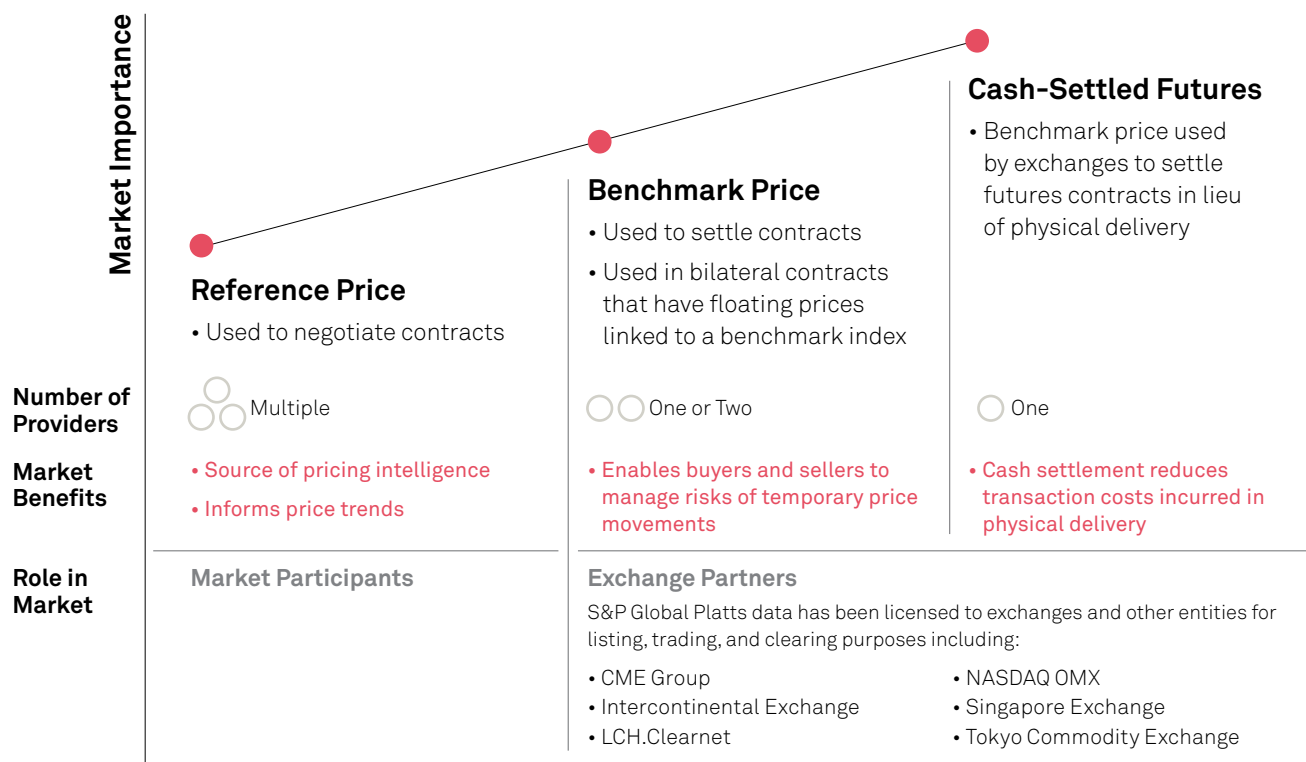 Market Importance
Cash-Settled Futures
• Benchmark price used
by exchanges to settle
futures contracts in lieu
of physical delivery
Benchmark Price
• Used to settle contracts
• Used in bilateral contracts
that have floating prices
linked to a benchmark index
Reference Price
• Used to negotiate contracts
Number of
Providers
Multiple
One or Two
One
Market
Benefits
• Source of pricing intelligence
• Informs price trends
• Enables buyers and sellers to
manage risks of temporary price
movements
• Cash settlement reduces
transaction costs incurred in
physical delivery
Role in
Market
Market Participants
Exchange Partners
S&P Global Platts data has been licensed to exchanges and other entities for
listing, trading, and clearing purposes including:
• CME Group
• Intercontinental Exchange
• LCH.Clearnet
• NASDAQ OMX
• Singapore Exchange
• Tokyo Commodity Exchange